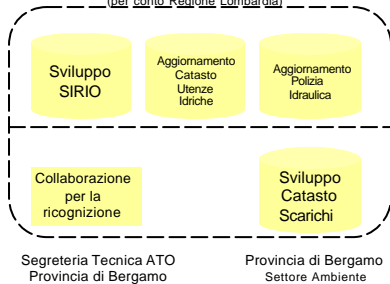 (per conto Regione Lombardia)
Sviluppo
SIRIO
Aggiornamento
Catasto
Utenze
Idriche
Aggiornamento
Polizia
Idraulica
Collaborazione
per la
ricognizione
Sviluppo
Catasto
Scarichi
Segreteria Tecnica ATO
Provincia di Bergamo
Provincia di Bergamo
Settore Ambiente